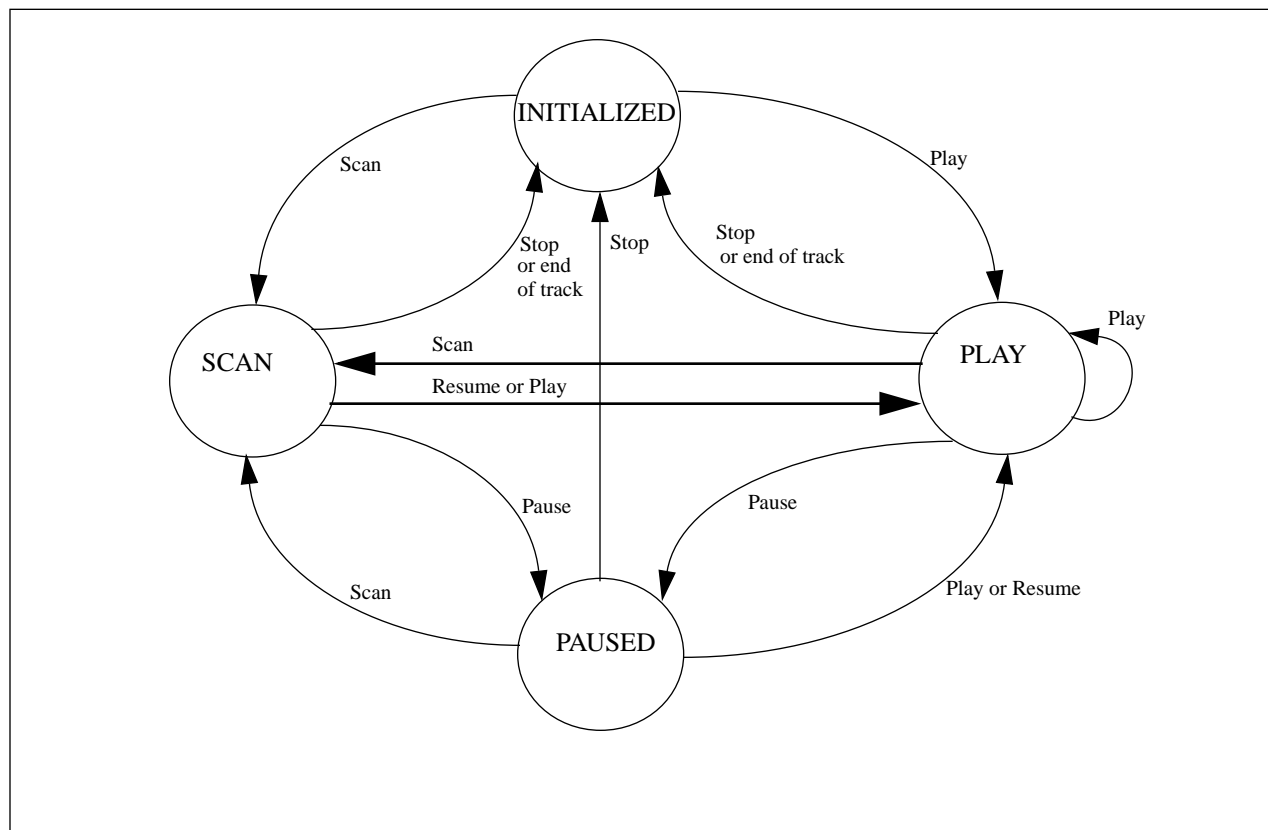 INITIALIZED
Scan
Play
Stop
or end
of track
Stop
Stop
or end of track
SCAN
Scan
Resume or Play
PLAY
Play
Pause
Pause
Scan
Play or Resume
PAUSED